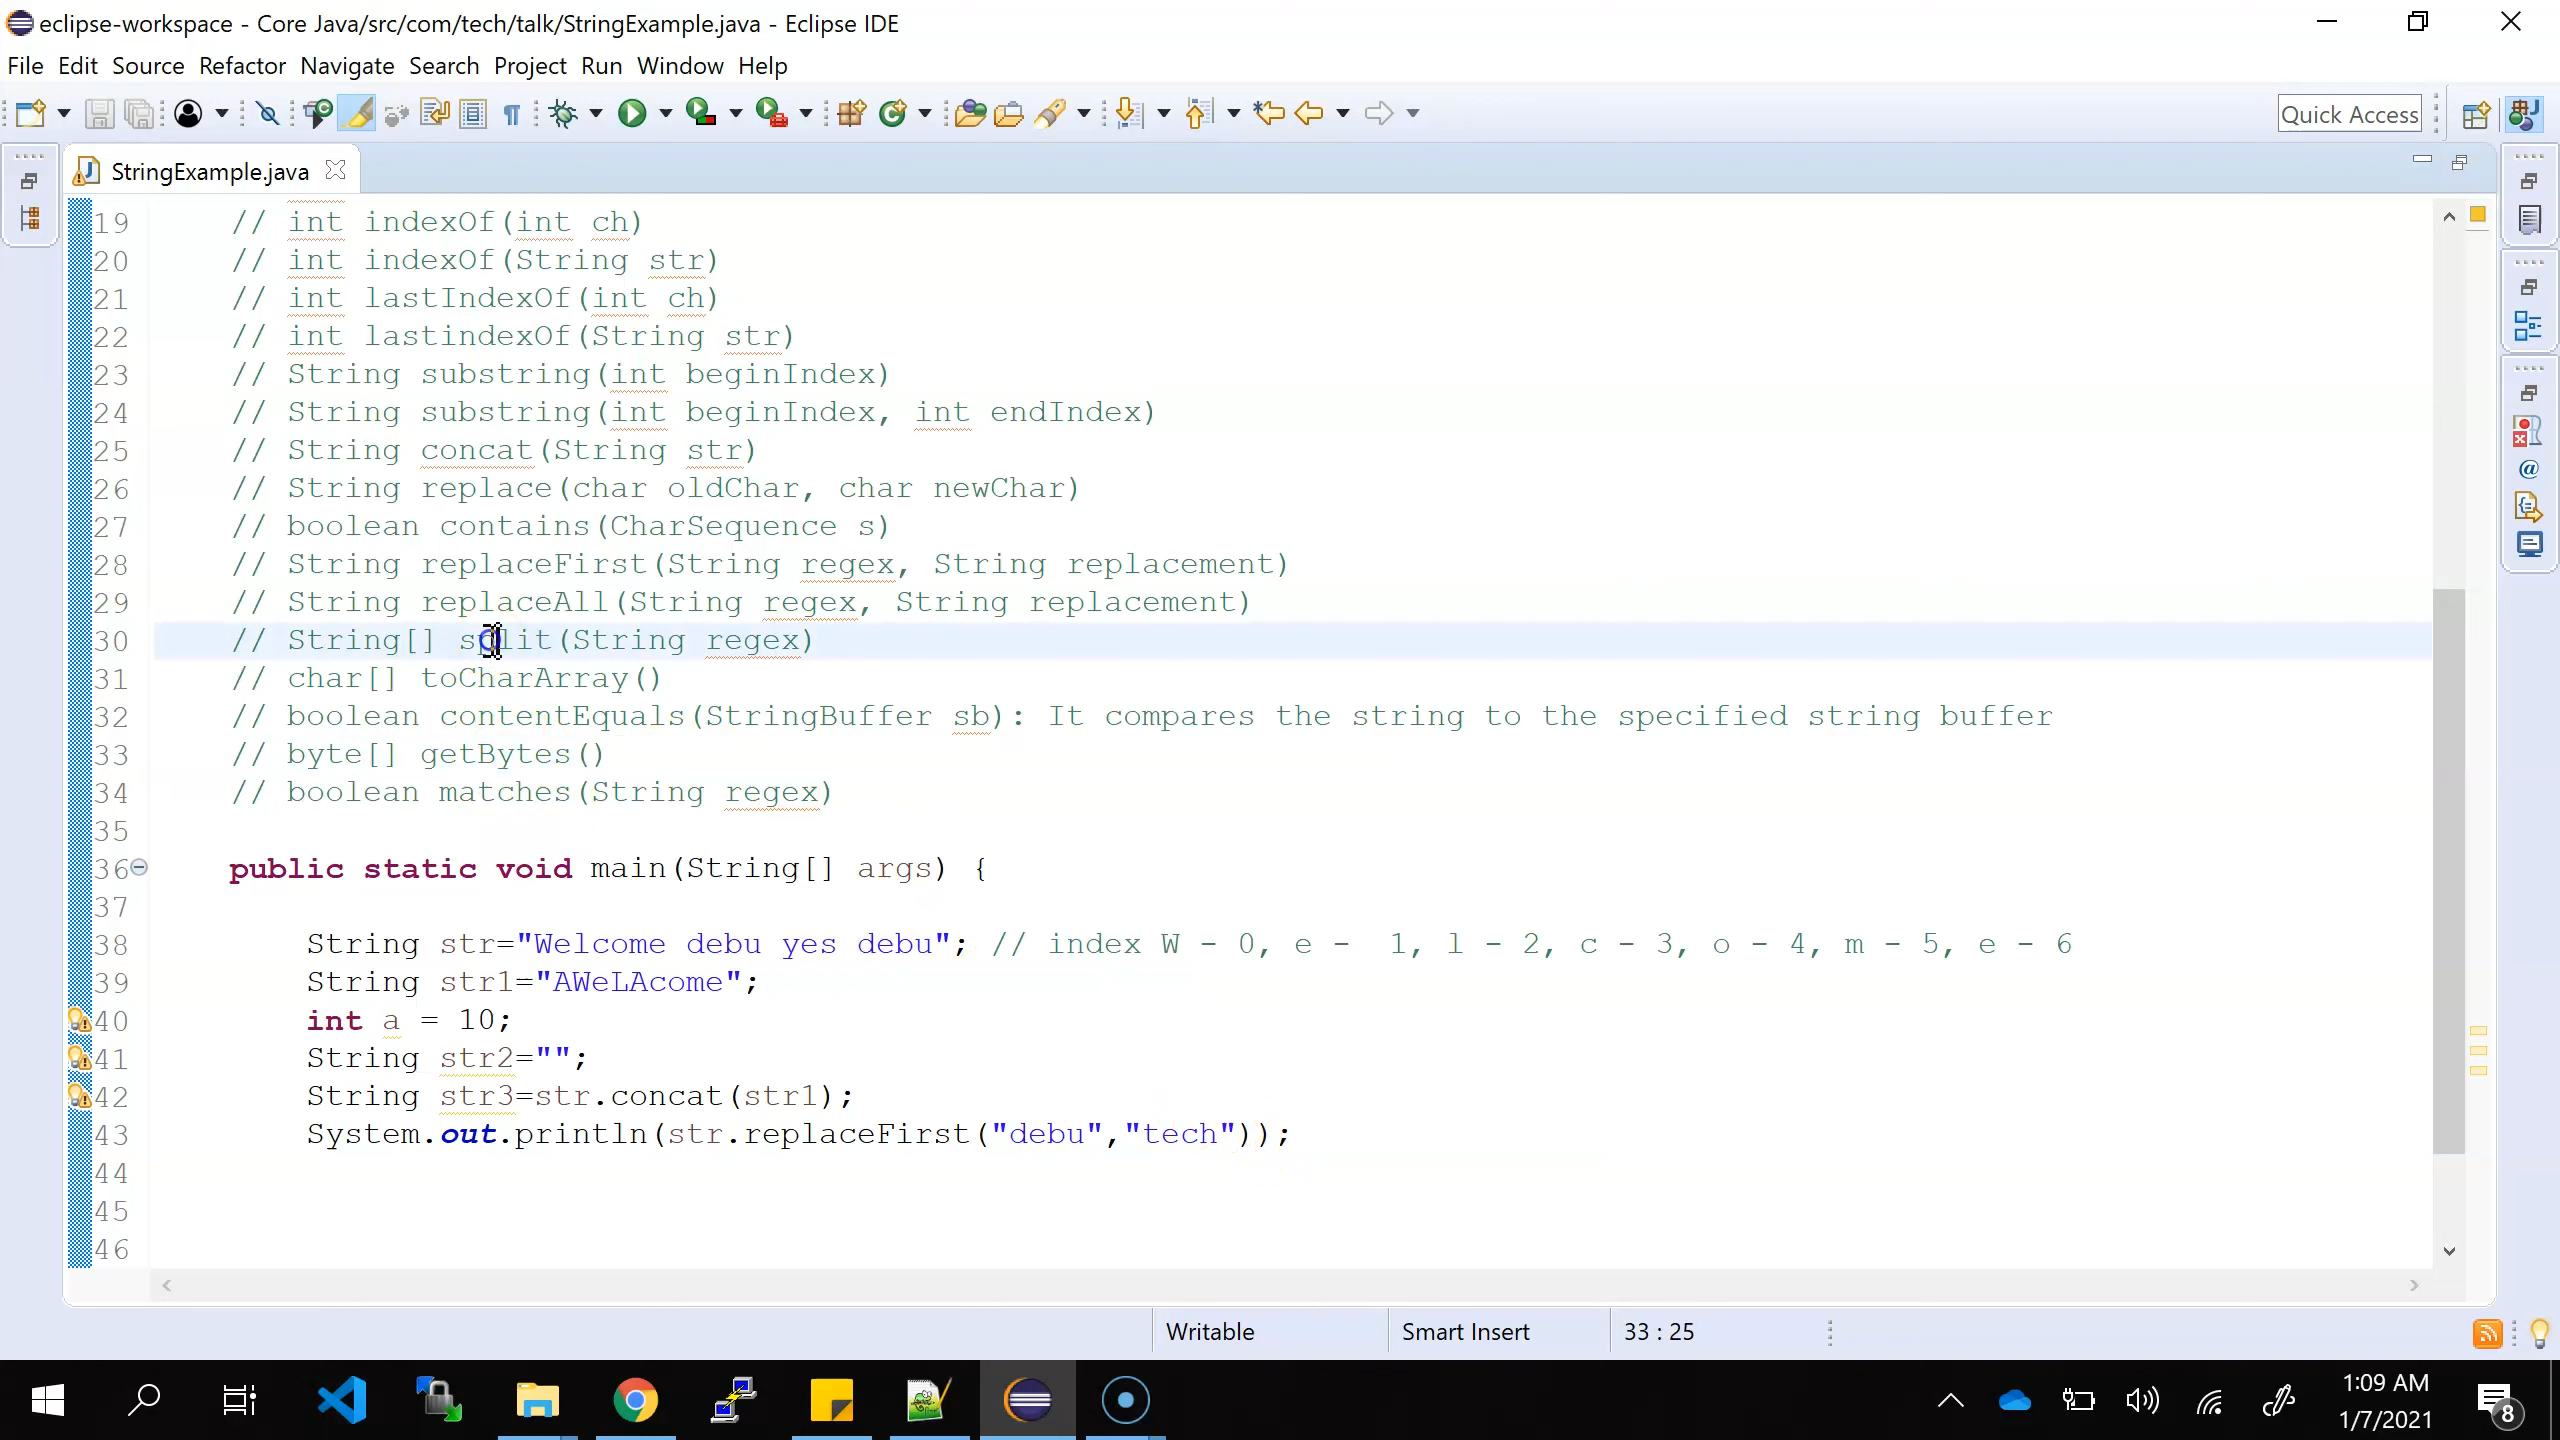 eclipse-workspace - Core Java/src/com/tech/talk/StringExample.java - Eclipse IDE
File Edit Source Refactor Navigate Search Project Run Window Help
Quick Access
StringExample.java
19 // int indexOf(int ch)
20 // int indexOf(String str)
21 // int lastIndexOf(int ch)
22 // int lastindexOf(String str)
23 // String substring(int beginIndex)
24 // String substring(int beginIndex, int endIndex)
25 // String concat(String str)
26 // String replace(char oldChar, char newChar)
27 // boolean contains(CharSequence s)
28 // String replaceFirst(String regex, String replacement)
29 // String replaceAll(String regex, String replacement)
30 // String[] split(String regex)
31 // char[] toCharArray()
32 // boolean contentEquals(StringBuffer sb): It compares the string to the specified string buffer
33 // byte[] getBytes()
34 // boolean matches(String regex)
35
36 public static void main(String[] args) {
37
38 String str="Welcome debu yes debu"; // index W - 0, e -  1, l - 2, c - 3, o - 4, m - 5, e - 6
39 String str1="AWeLAcome";
40 int a = 10;
41 String str2="";
42 String str3=str.concat(str1);
43 System.out.println(str.replaceFirst("debu","tech"));
44
45
46
Writable Smart Insert 33 : 25
1:09 AM
1/7/2021
8